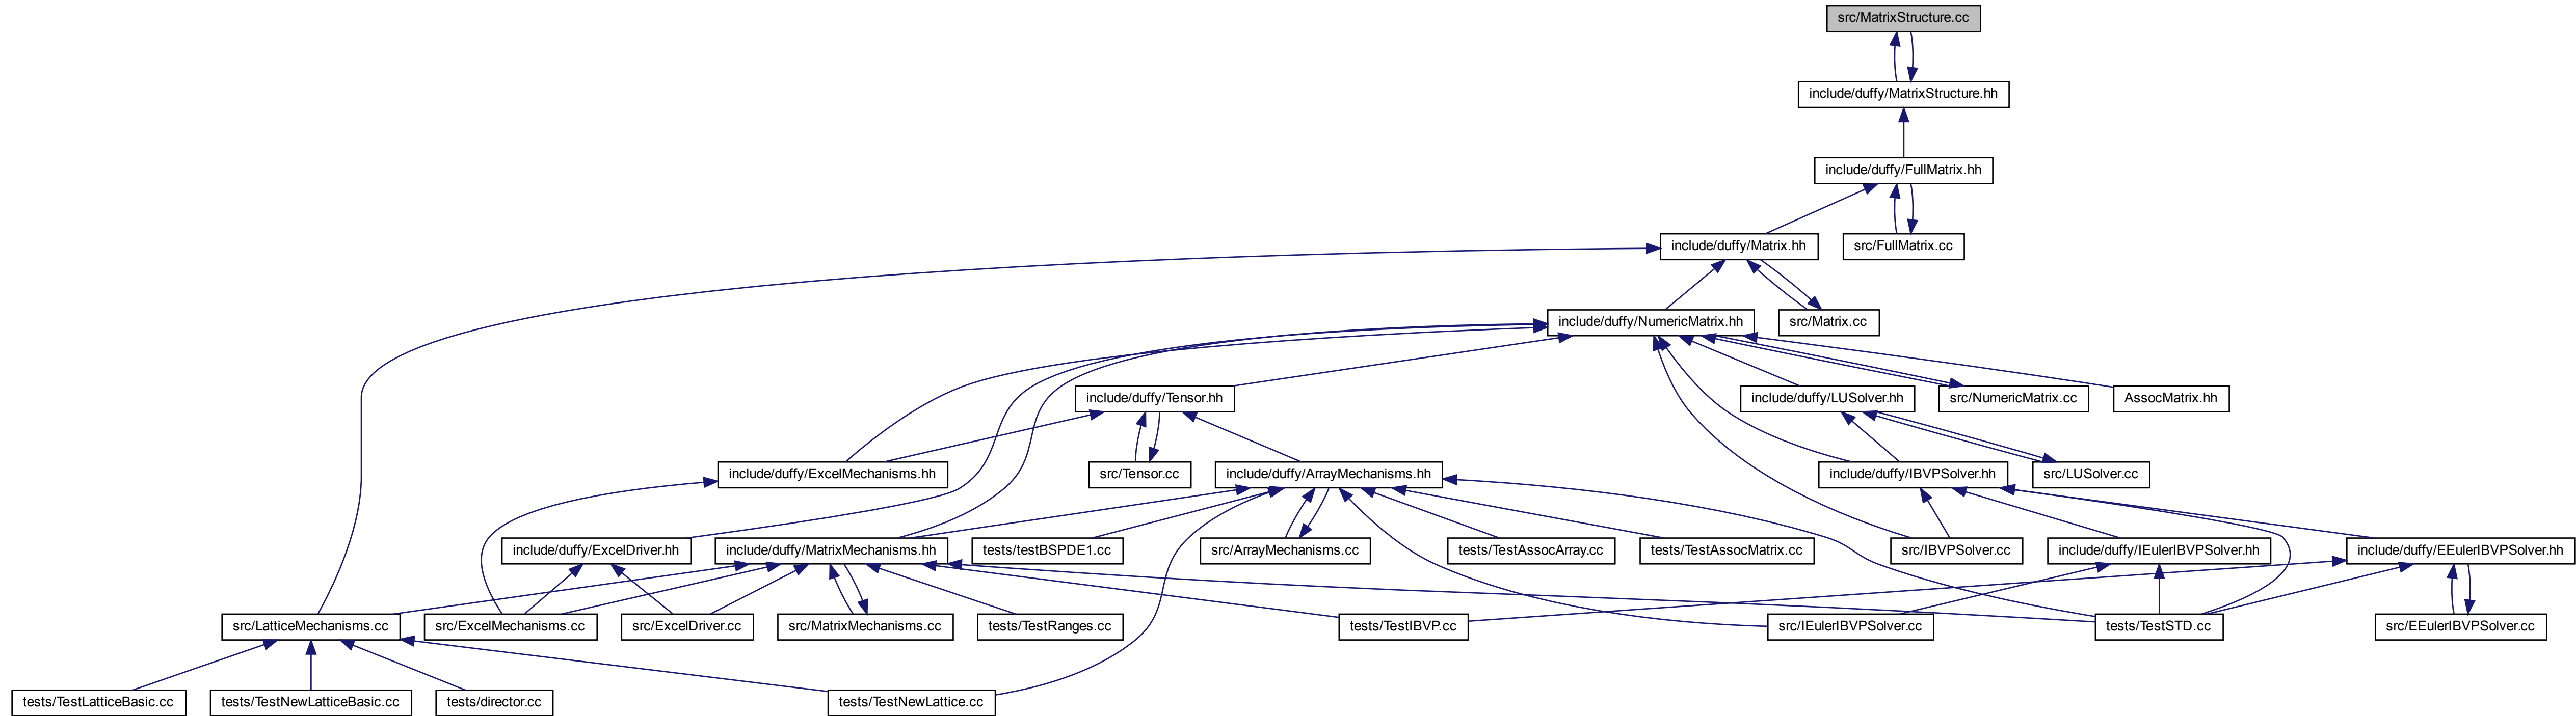 src/MatrixStructure.cc
include/duffy/MatrixStructure.hh
include/duffy/FullMatrix.hh
include/duffy/Matrix.hh
src/FullMatrix.cc
include/duffy/NumericMatrix.hh
src/Matrix.cc
include/duffy/Tensor.hh
include/duffy/LUSolver.hh
src/NumericMatrix.cc
AssocMatrix.hh
include/duffy/ExcelMechanisms.hh
src/Tensor.cc
include/duffy/ArrayMechanisms.hh
include/duffy/IBVPSolver.hh
src/LUSolver.cc
include/duffy/ExcelDriver.hh
include/duffy/MatrixMechanisms.hh
tests/testBSPDE1.cc
src/ArrayMechanisms.cc
tests/TestAssocArray.cc
tests/TestAssocMatrix.cc
src/IBVPSolver.cc
include/duffy/IEulerIBVPSolver.hh
include/duffy/EEulerIBVPSolver.hh
src/LatticeMechanisms.cc
src/ExcelMechanisms.cc
src/ExcelDriver.cc
src/MatrixMechanisms.cc
tests/TestRanges.cc
tests/TestIBVP.cc
src/IEulerIBVPSolver.cc
tests/TestSTD.cc
src/EEulerIBVPSolver.cc
tests/TestLatticeBasic.cc
tests/TestNewLatticeBasic.cc
tests/director.cc
tests/TestNewLattice.cc